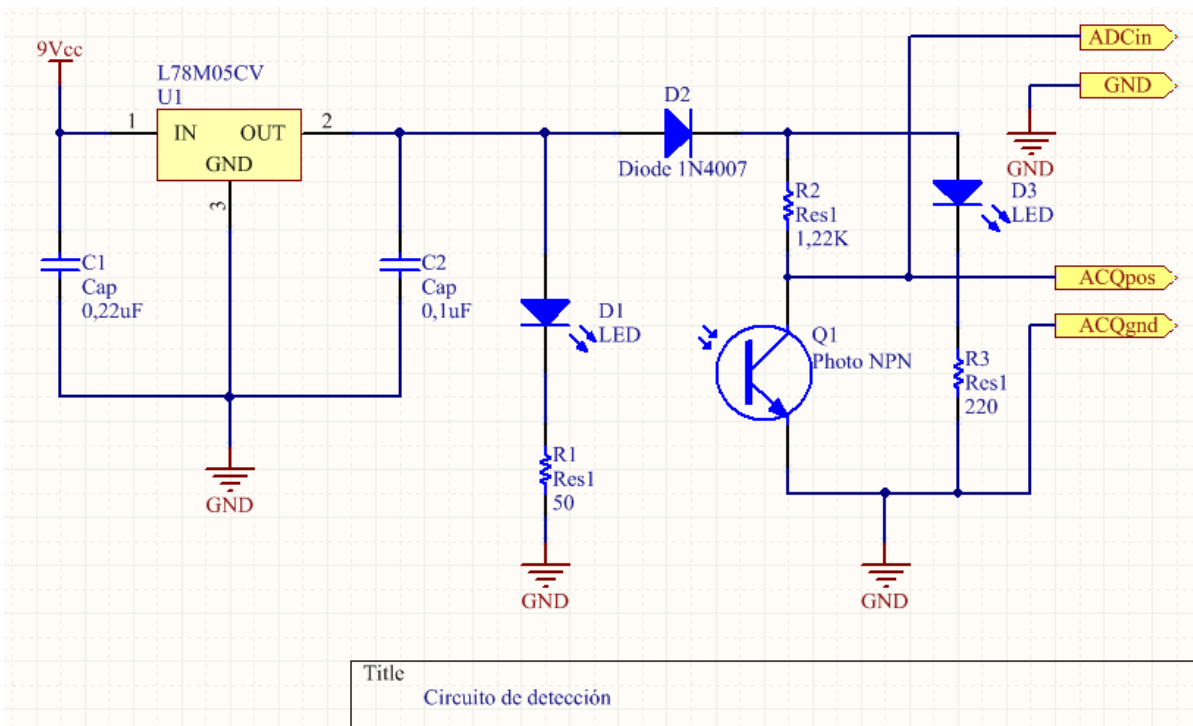 9Vcc
L78M05CV
U1
1
IN
OUT
2
GND
3
C1
Cap
0,22uF
C2
Cap
0,1uF
GND
D1
LED
R1
Res1
50
GND
D2
Diode 1N4007
R2
Res1
1,22K
Q1
Photo NPN
D3
LED
R3
Res1
220
GND
ADCin
GND
GND
ACQpos
ACQgnd
Title
Circuito de detección